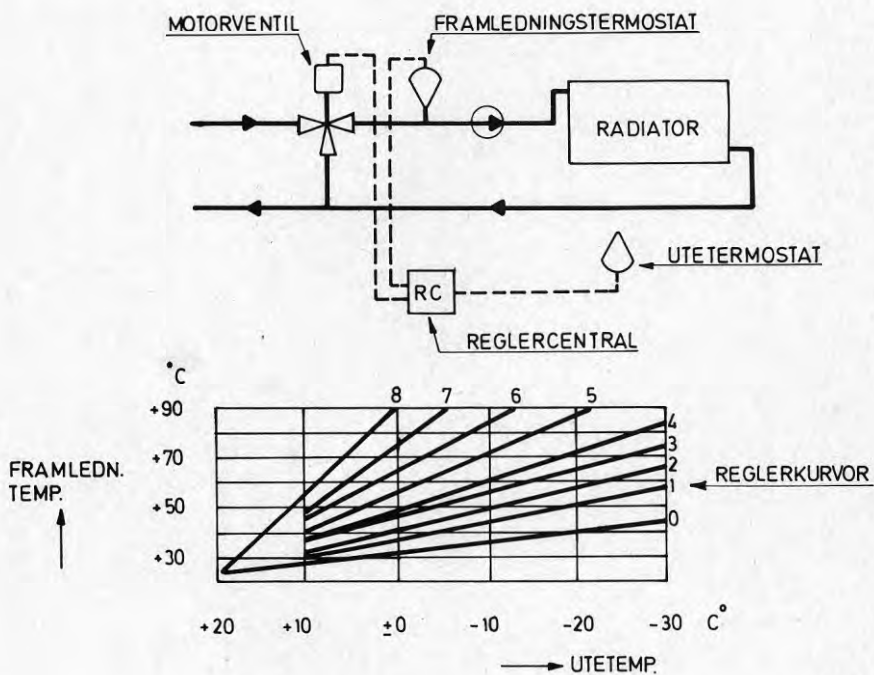 MOTORVENTIL
FRAMLEDNINGSTERMOSTAT
RADIATOR
UTETERMOSTAT
RC
REGLERCENTRAL
°C
8 7 6 5
+90
4
3
+70
2
FRAMLEDN.
TEMP.
REGLERKURVOR
1
+50
0
+30
+20 +10 ±0 -10 -20 -30 C°
UTETEMP.